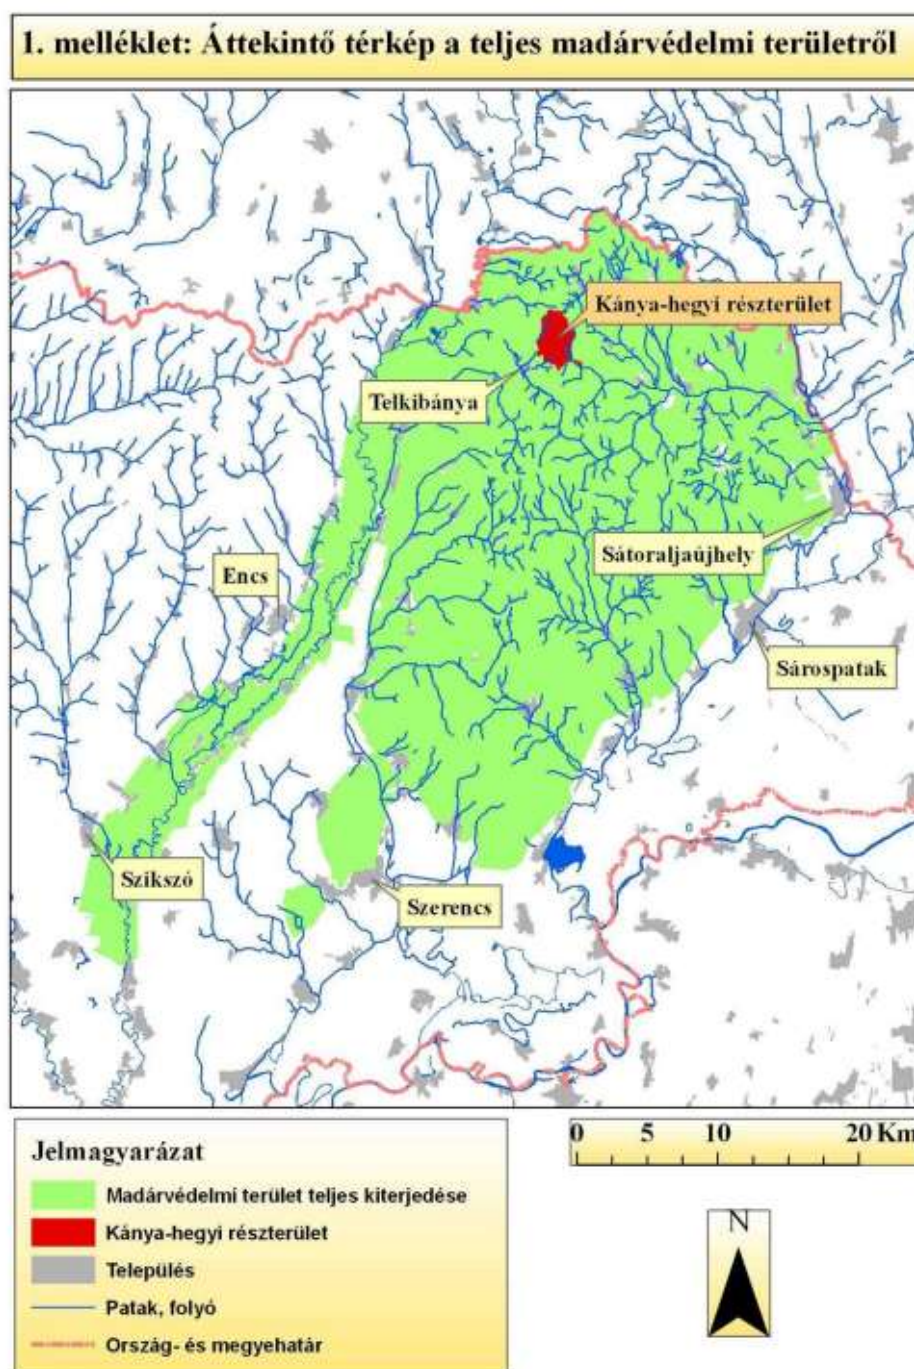 1. melléklet: Áttekintő térkép a teljes madárvédelmi területről
Kánya-hegyi részterület
Telkibánya
Sátoraljaújhely
Encs
Sárospatak
Szikszó
Szerencs
Jelmagyarázat
Madárvédelmi terület teljes kiterjedése
Kánya-hegyi részterület
Település
Patak, folyó
Ország- és megyehatár
0 5 10 20 Km
N